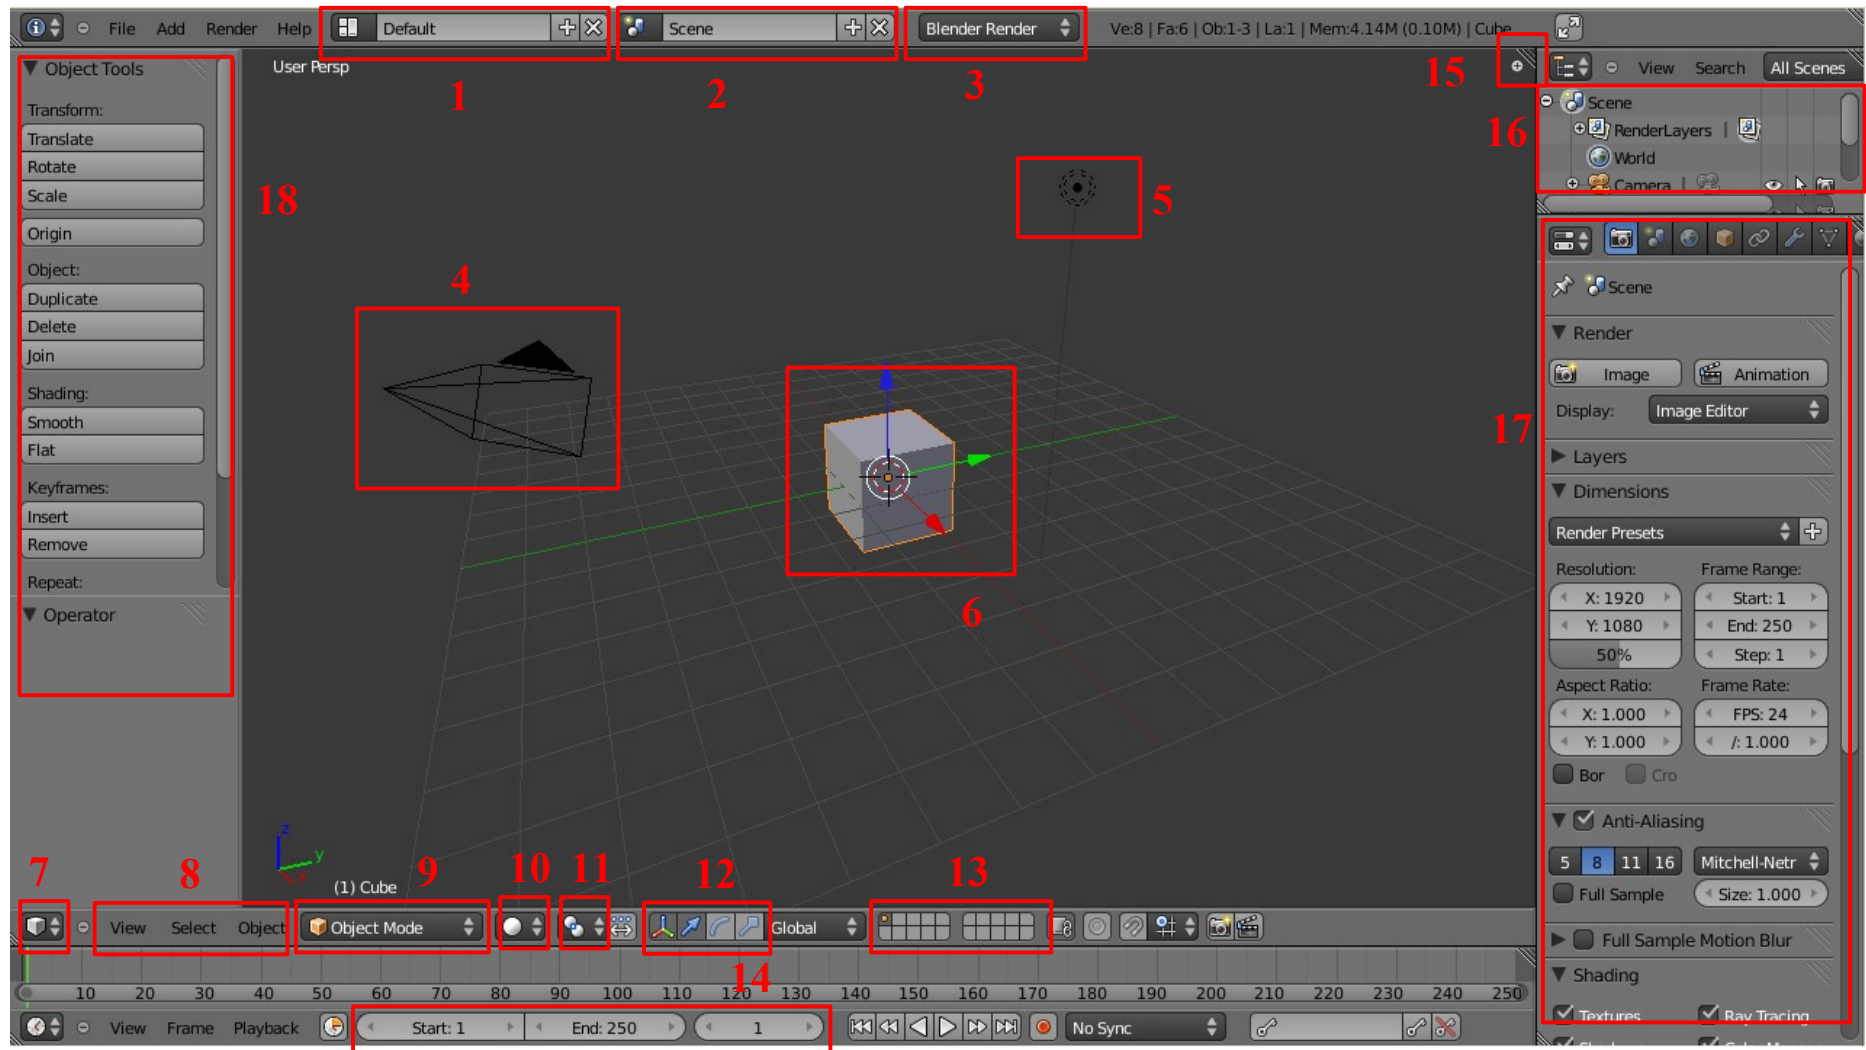 File Add Render Help Default Scene Blender Render Ve:8 | Fa:6 | Ob:1-3 | La:1 | Mem:4.14M (0.10M) | Cube
1
2
3
Object Tools
Transform:
Translate
Rotate
Scale
Origin
Object:
Duplicate
Delete
Join
Shading:
Smooth
Flat
Keyframes:
Insert
Remove
Repeat:
Operator
18
User Persp
4
5
6
z
y
x
(1) Cube
15
View Search All Scenes
16
Scene
RenderLayers |
World
Camera |
17
Scene
Render
Image Animation
Display: Image Editor
Layers
Dimensions
Render Presets
Resolution: Frame Range:
X: 1920 Start: 1
Y: 1080 End: 250
50% Step: 1
Aspect Ratio: Frame Rate:
X: 1.000 FPS: 24
Y: 1.000 /: 1.000
Bor Cro
Anti-Aliasing
5 8 11 16 Mitchell-Netr
Full Sample Size: 1.000
Full Sample Motion Blur
Shading
Textures Ray Tracing
7 8 9 10 11 12 13
View Select Object Object Mode Global
14
10 20 30 40 50 60 70 80 90 100 110 120 130 140 150 160 170 180 190 200 210 220 230 240 250
View Frame Playback Start: 1 End: 250 1 No Sync